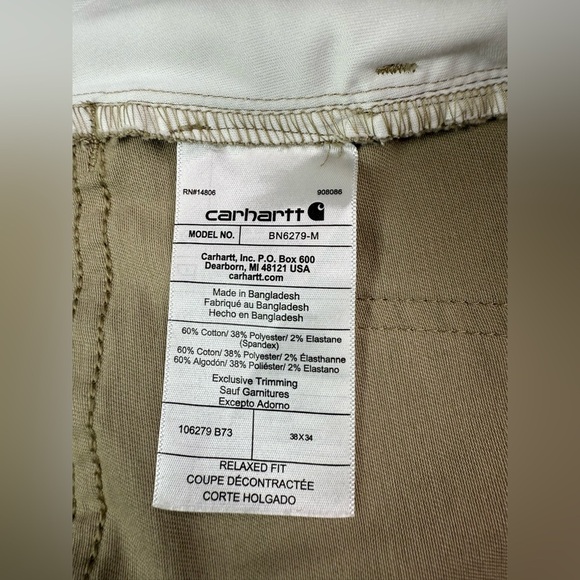 RN#14806 908086
carhartt
MODEL NO. BN6279-M
Carhartt, Inc. P.O. Box 600
Dearborn, MI 48121 USA
carhartt.com
Made in Bangladesh
Fabriqué au Bangladesh
Hecho en Bangladesh
60% Cotton/ 38% Polyester/ 2% Elastane
(Spandex)
60% Coton/ 38% Polyester/ 2% Élasthanne
60% Algodón/ 38% Poliéster/ 2% Elastano
Exclusive Trimming
Sauf Garnitures
Excepto Adorno
106279 B73 38X34
RELAXED FIT
COUPE DÉCONTRACTÉE
CORTE HOLGADO